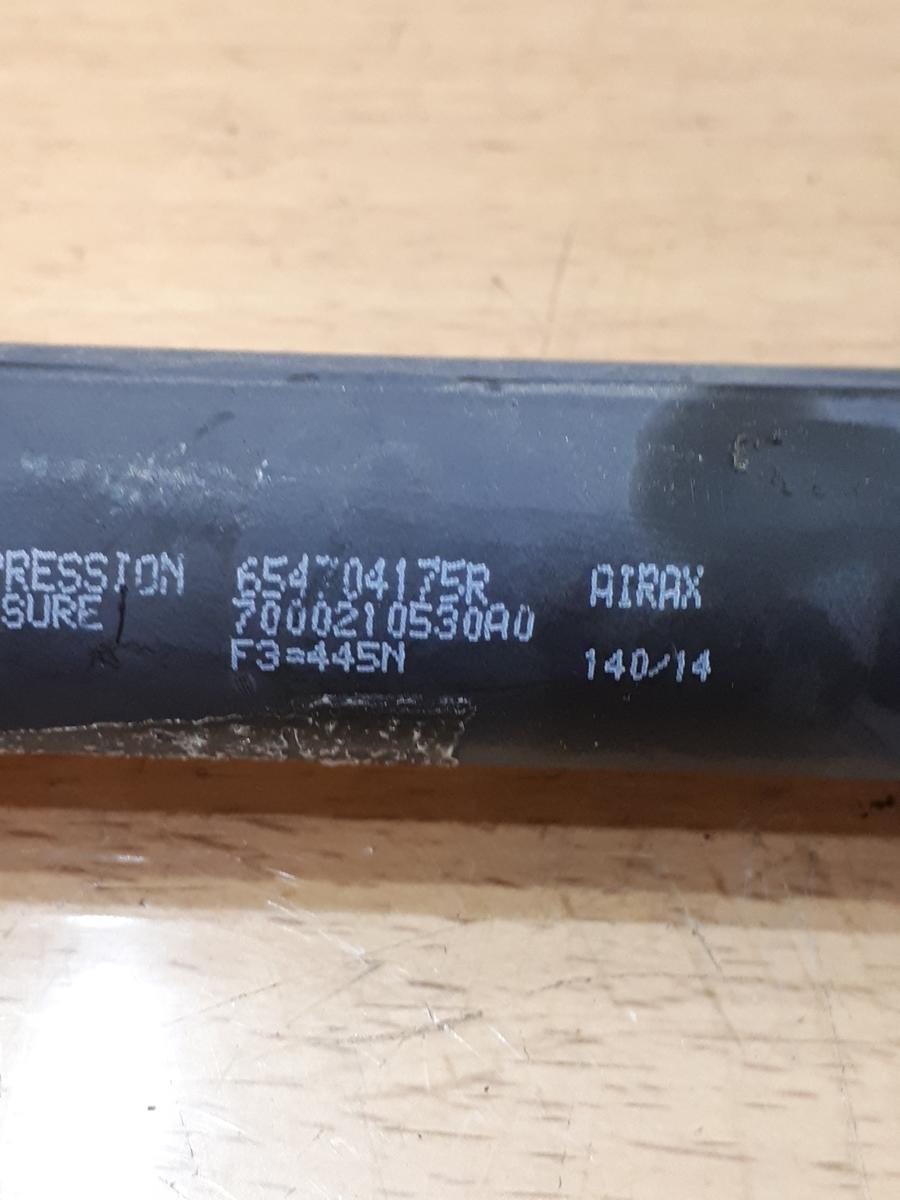 PRESSION 654704175R AIRAX
SURE 7000210530A0
F3=445N 140/14